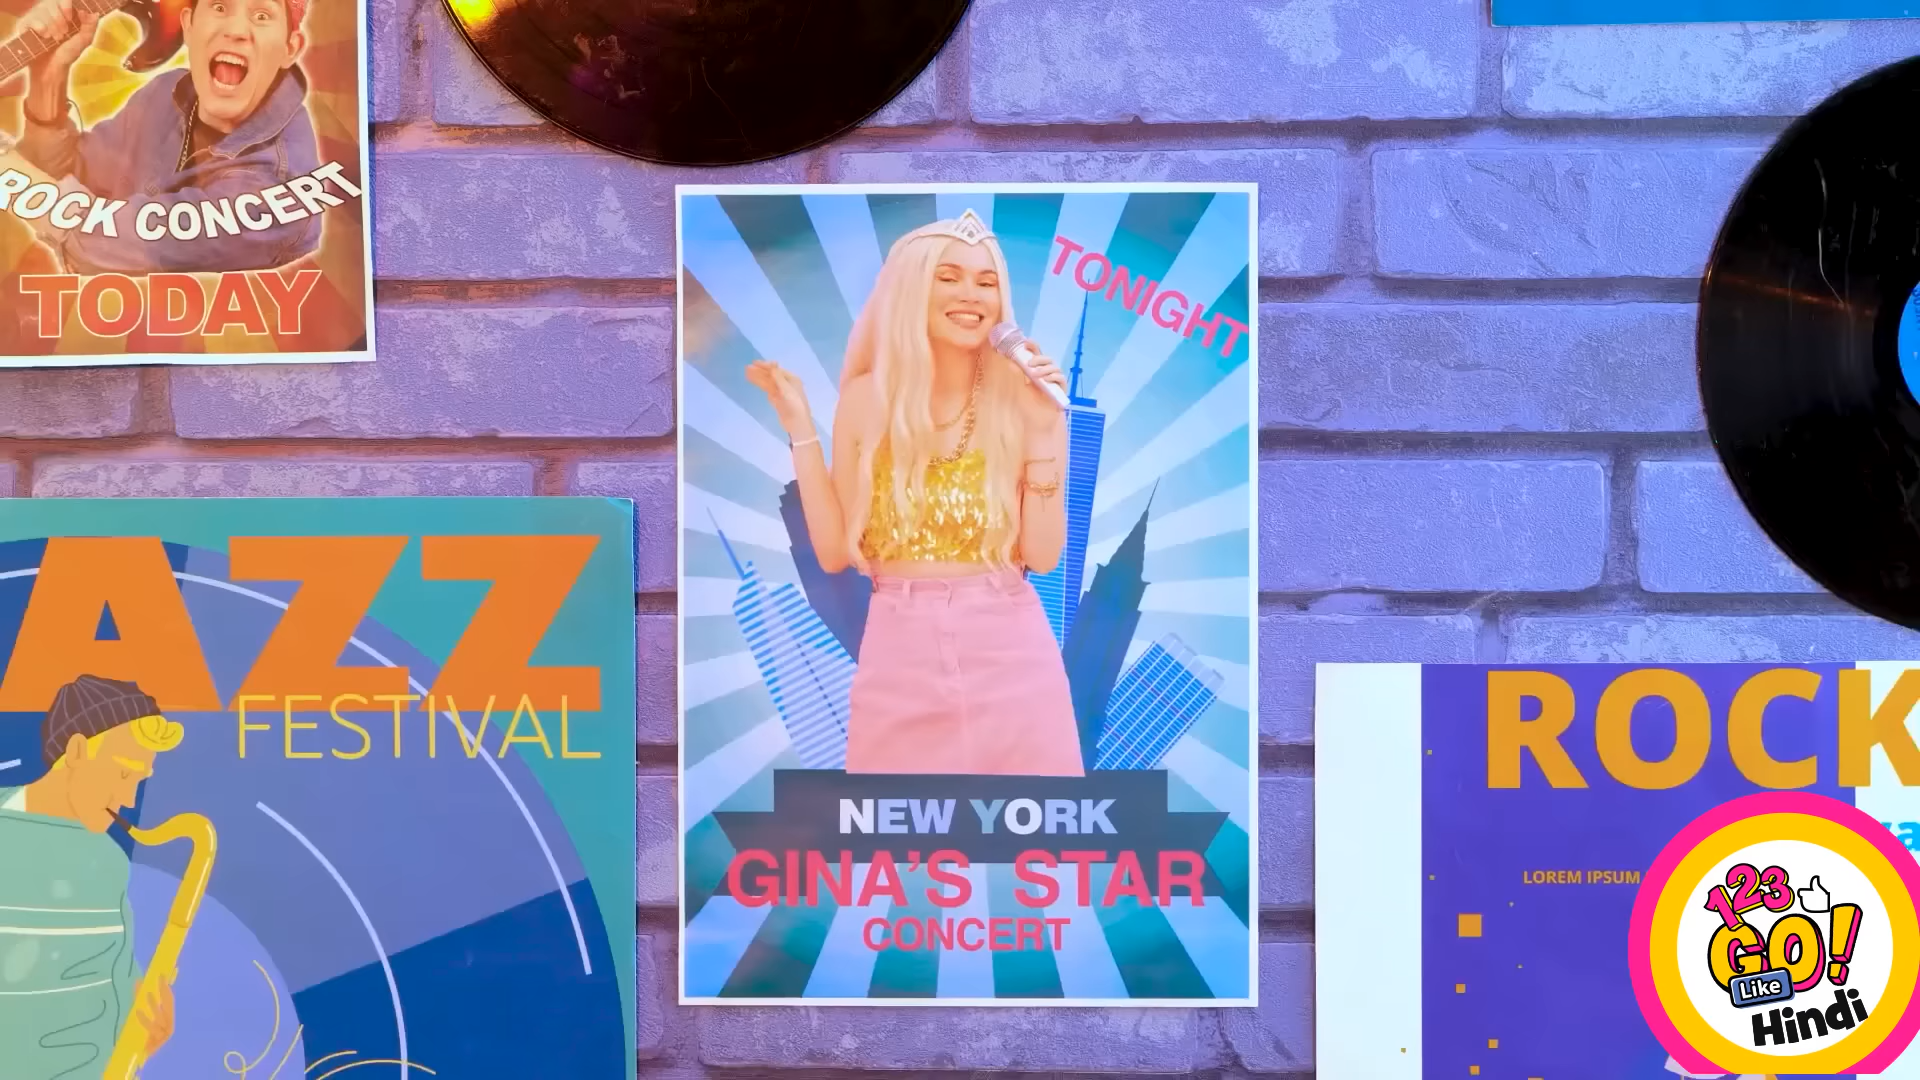 ROCK CONCERT
TODAY
TONIGHT
NEW YORK
GINA'S STAR
CONCERT
AZZ
FESTIVAL
ROCK
LOREM IPSUM
123
GO!
Like
Hindi